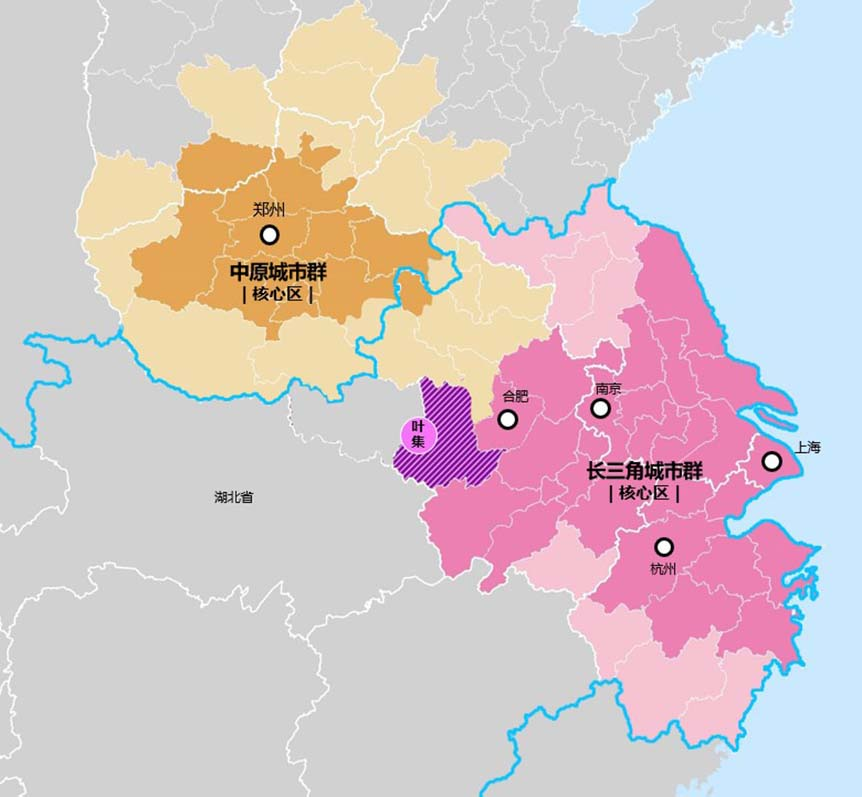 郑州
中原城市群
| 核心区 |
南京
合肥
叶
集
上海
长三角城市群
| 核心区 |
湖北省
杭州